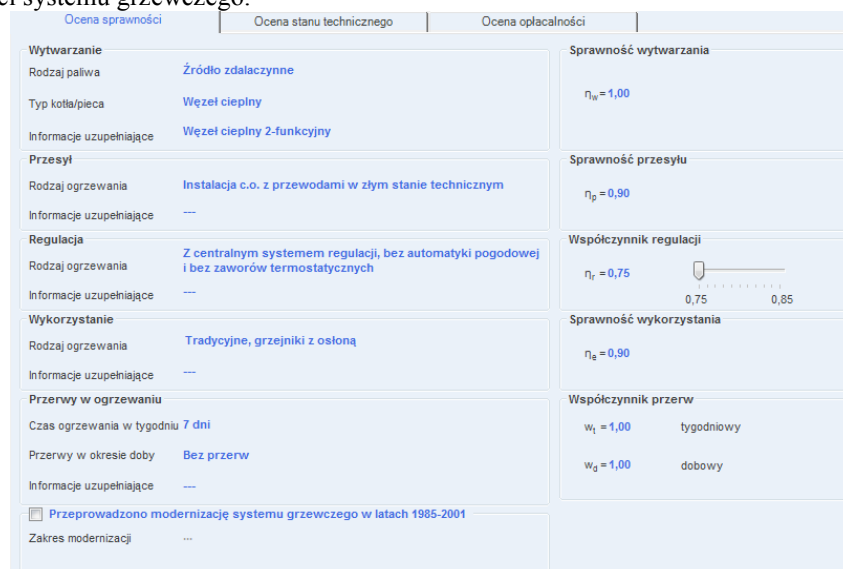 ci systemu grzewczego.
Ocena sprawności Ocena stanu technicznego Ocena opłacalności
Wytwarzanie
Rodzaj paliwa Źródło zdalaczynne
Typ kotła/pieca Węzeł cieplny
Informacje uzupełniające Węzeł cieplny 2-funkcyjny
Sprawność wytwarzania
ηw = 1,00
Przesył
Rodzaj ogrzewania Instalacja c.o. z przewodami w złym stanie technicznym
Informacje uzupełniające ---
Sprawność przesyłu
ηp = 0,90
Regulacja
Rodzaj ogrzewania Z centralnym systemem regulacji, bez automatyki pogodowej
i bez zaworów termostatycznych
Informacje uzupełniające ---
Współczynnik regulacji
ηr = 0,75
0,75 0,85
Wykorzystanie
Rodzaj ogrzewania Tradycyjne, grzejniki z osłoną
Informacje uzupełniające ---
Sprawność wykorzystania
ηe = 0,90
Przerwy w ogrzewaniu
Czas ogrzewania w tygodniu 7 dni
Przerwy w okresie doby Bez przerw
Informacje uzupełniające ---
Współczynnik przerw
wt = 1,00 tygodniowy
wd = 1,00 dobowy
Przeprowadzono modernizację systemu grzewczego w latach 1985-2001
Zakres modernizacji ---